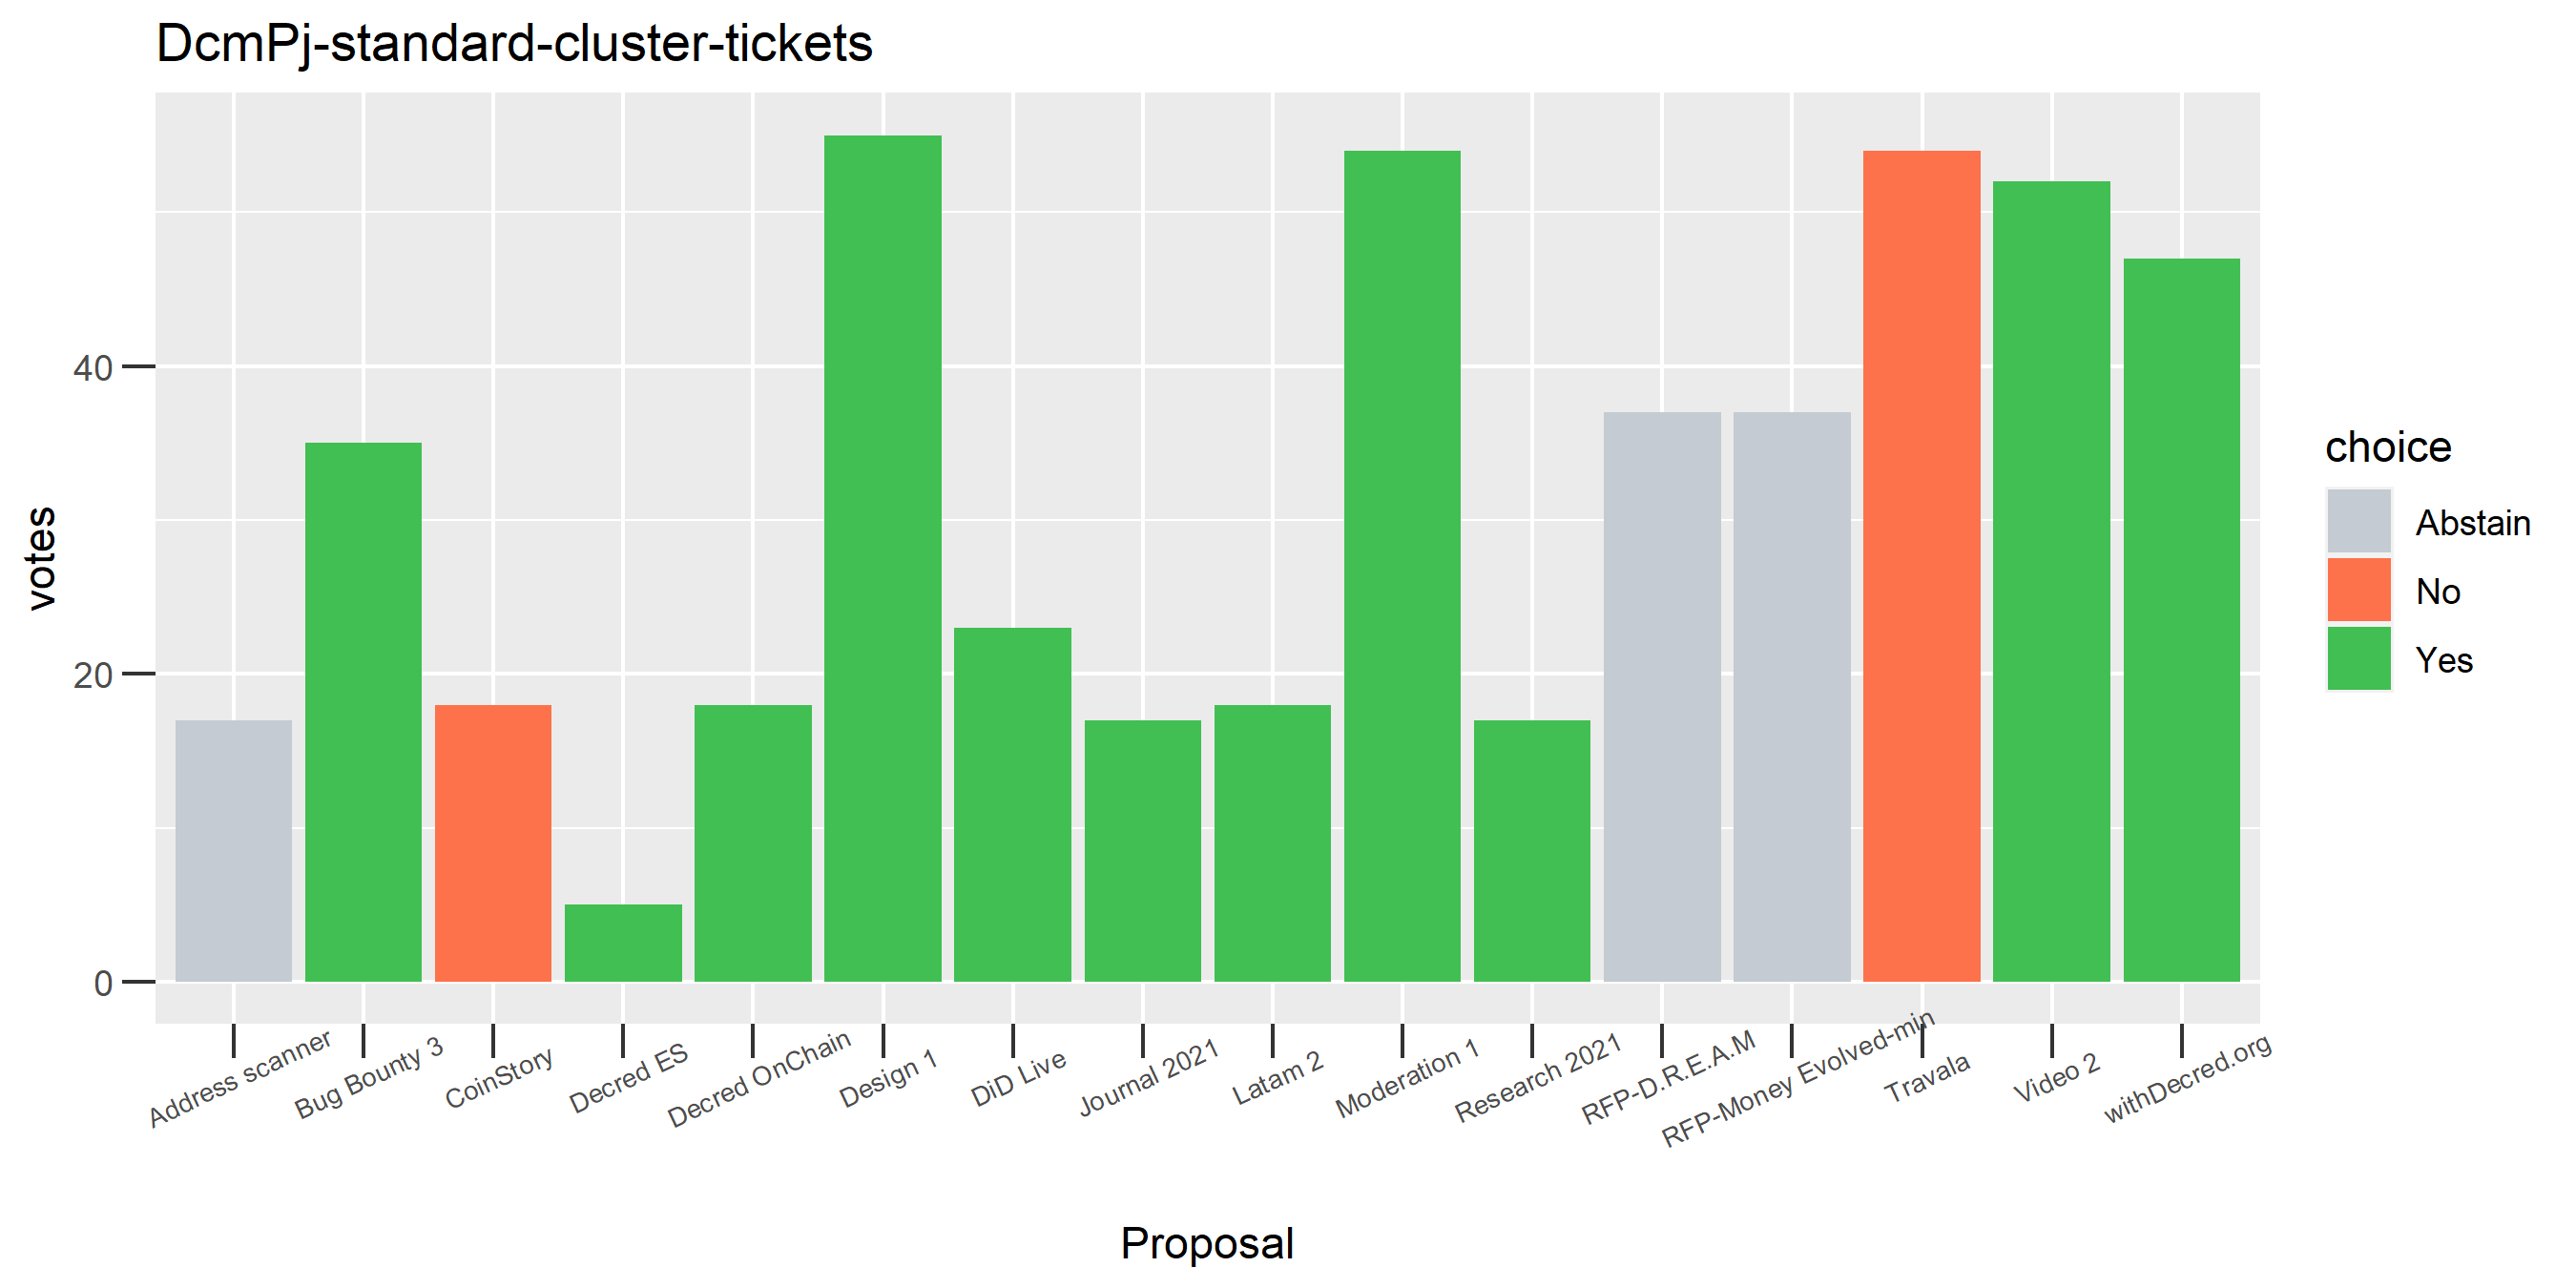 DcmPj-standard-cluster-tickets
votes
40
20
0
Address scanner
Bug Bounty 3
CoinStory
Decred ES
Decred OnChain
Design 1
DiD Live
Journal 2021
Latam 2
Moderation 1
Research 2021
RFP-D.R.E.A.M
RFP-Money Evolved-min
Travala
Video 2
withDecred.org
Proposal
choice
Abstain
No
Yes